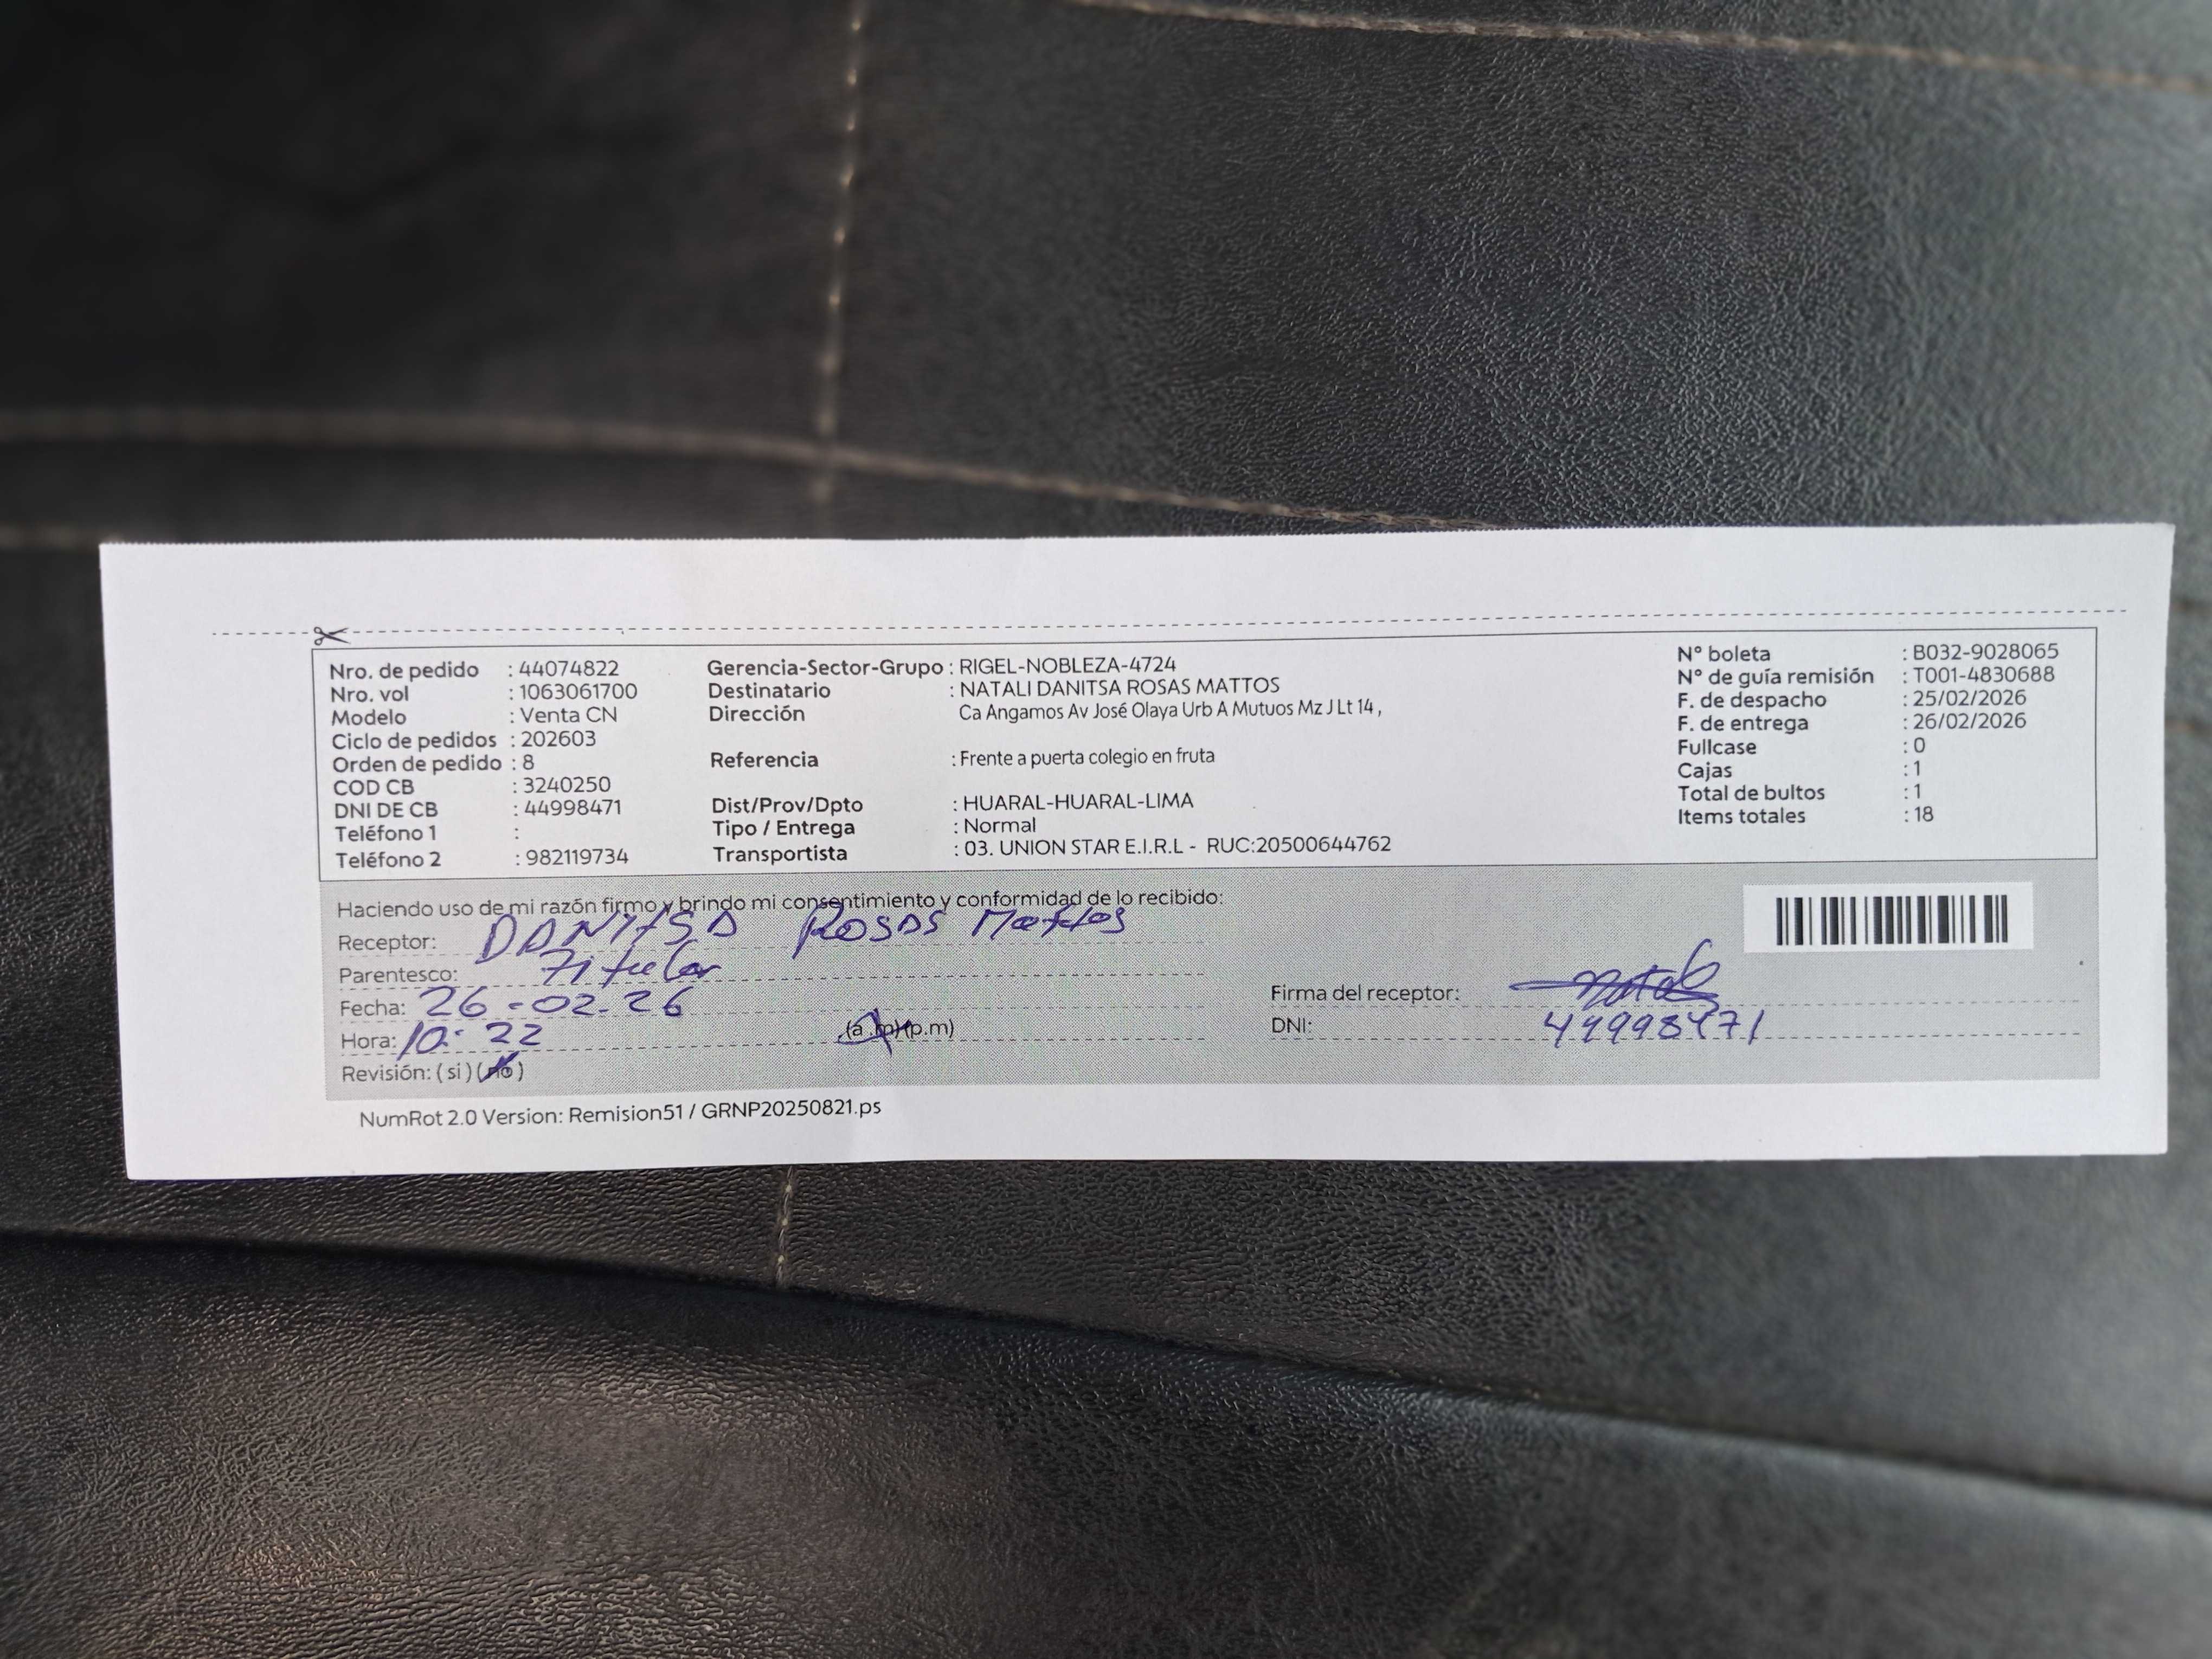 Nro. de pedido : 44074822
Nro. vol : 1063061700
Modelo : Venta CN
Ciclo de pedidos : 202603
Orden de pedido : 8
COD CB : 3240250
DNI DE CB : 44998471
Teléfono 1 :
Teléfono 2 : 982119734
Gerencia-Sector-Grupo : RIGEL-NOBLEZA-4724
Destinatario : NATALI DANITSA ROSAS MATTOS
Dirección Ca Angamos Av José Olaya Urb A Mutuos Mz J Lt 14 ,
Referencia : Frente a puerta colegio en fruta
Dist/Prov/Dpto : HUARAL-HUARAL-LIMA
Tipo / Entrega : Normal
Transportista : 03. UNION STAR E.I.R.L - RUC:20500644762
N° boleta : B032-9028065
N° de guía remisión : T001-4830688
F. de despacho : 25/02/2026
F. de entrega : 26/02/2026
Fullcase : 0
Cajas : 1
Total de bultos : 1
Items totales : 18
Haciendo uso de mi razón firmo y brindo mi consentimiento y conformidad de lo recibido:
Receptor: DANITSA ROSAS Mattos
Parentesco: Titular
Fecha: 26-02-26
Hora: 10:22 (a.m)(p.m)
Revisión: (si) (no)
Firma del receptor:
DNI: 44998471
NumRot 2.0 Version: Remision51 / GRNP20250821.ps